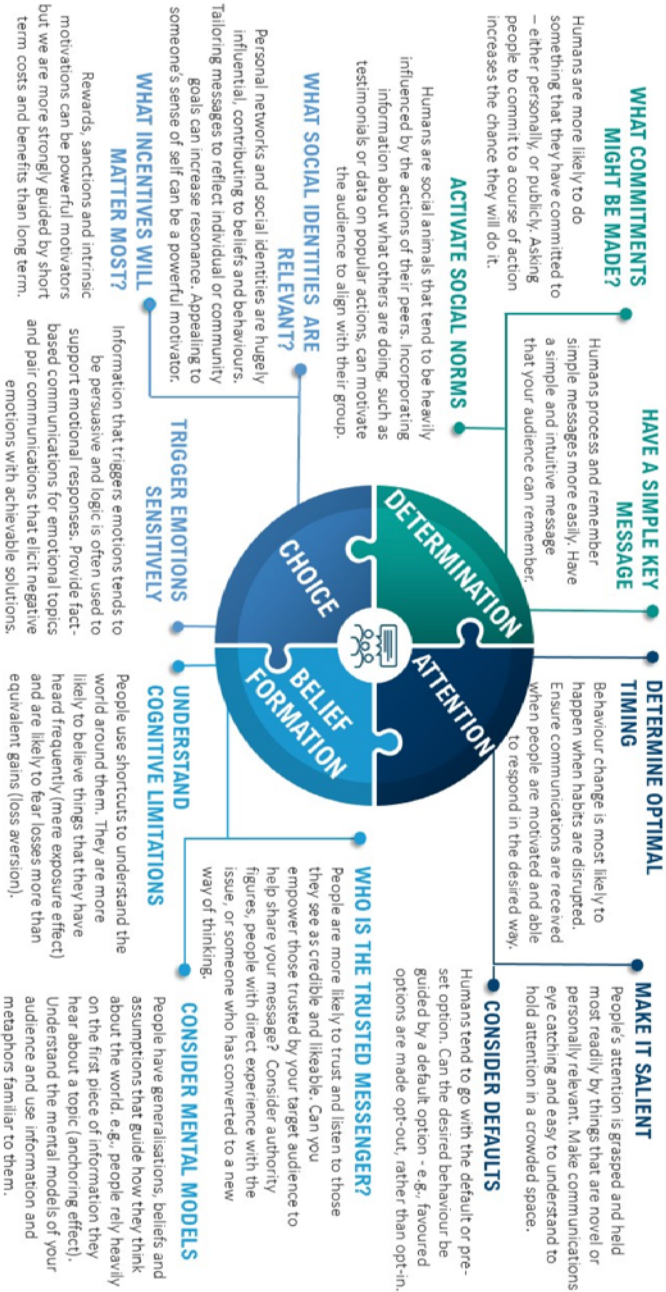 WHAT COMMITMENTS
MIGHT BE MADE?
Humans are more likely to do
something that they have committed to
– either personally, or publicly. Asking
people to commit to a course of action
increases the chance they will do it.
HAVE A SIMPLE KEY
MESSAGE
Humans process and remember
simple messages more easily. Have
a simple and intuitive message
that your audience can remember.
DETERMINE OPTIMAL
TIMING
Behaviour change is most likely to
happen when habits are disrupted.
Ensure communications are received
when people are motivated and able
to respond in the desired way.
MAKE IT SALIENT
People's attention is grasped and held
most readily by things that are novel or
personally relevant. Make communications
eye catching and easy to understand to
hold attention in a crowded space.
ACTIVATE SOCIAL NORMS
Humans are social animals that tend to be heavily
influenced by the actions of their peers. Incorporating
information about what others are doing, such as
testimonials or data on popular actions, can motivate
the audience to align with their group.
CONSIDER DEFAULTS
Humans tend to go with the default or pre-
set option. Can the desired behaviour be
guided by a default option - e.g., favoured
options are made opt-out, rather than opt-in.
DETERMINATION
ATTENTION
CHOICE
BELIEF
FORMATION
WHAT SOCIAL IDENTITIES ARE
RELEVANT?
Personal networks and social identities are hugely
influential, contributing to beliefs and behaviours.
Tailoring messages to reflect individual or community
goals can increase resonance. Appealing to
someone's sense of self can be a powerful motivator.
WHO IS THE TRUSTED MESSENGER?
People are more likely to trust and listen to those
they see as credible and likeable. Can you
empower those trusted by your target audience to
help share your message? Consider a authority
figures, people with direct experience with the
issue, or someone who has converted to a new
way of thinking.
WHAT INCENTIVES WILL
MATTER MOST?
Rewards, sanctions and intrinsic
motivations can be powerful motivators
but we are more strongly guided by short
term costs and benefits than long term.
TRIGGER EMOTIONS
SENSITIVELY
Information that triggers emotions tends to
be persuasive and logic is often used to
support emotional responses. Provide fact-
based communications for emotional topics
and pair communications that elicit negative
emotions with achievable solutions.
UNDERSTAND
COGNITIVE LIMITATIONS
People use shortcuts to understand the
world around them. They are more
likely to believe things that they have
heard frequently (mere exposure effect)
and are likely to fear losses more than
equivalent gains (loss aversion).
CONSIDER MENTAL MODELS
People have generalisations, beliefs and
assumptions that guide how they think
about the world. e.g., people rely heavily
on the first piece of information they
hear about a topic (anchoring effect).
Understand the mental models of your
audience and use information and
metaphors familiar to them.